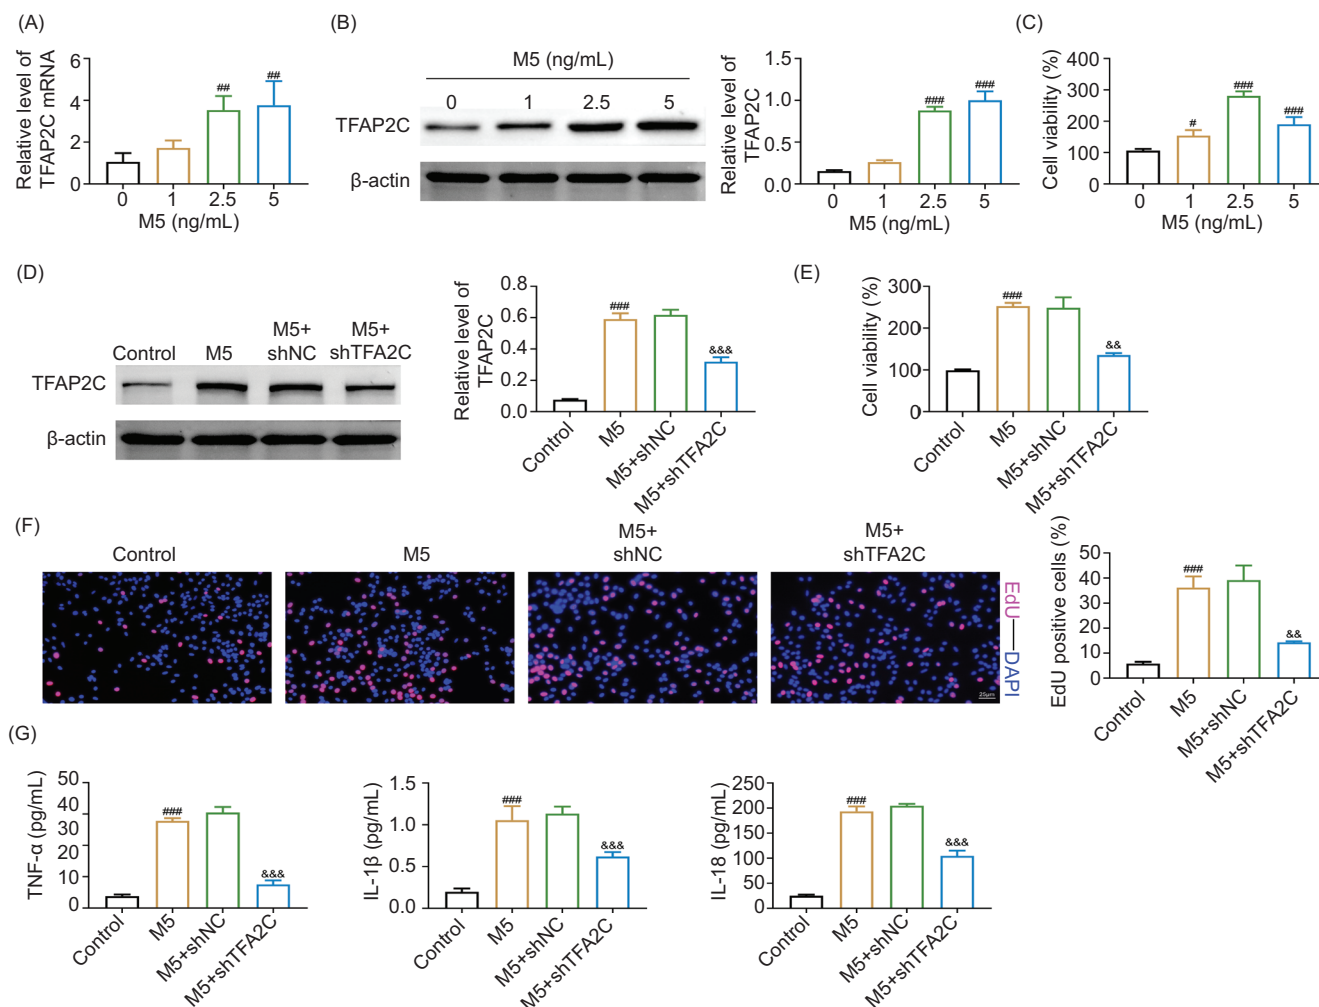 (A)
Relative level of
TFAP2C mRNA
6
4
2
0
##
##
0 1 2.5 5
M5 (ng/mL)
(B)
M5 (ng/mL)
0 1 2.5 5
TFAP2C
β-actin
Relative level of
TFAP2C
1.5
1.0
0.5
0.0
###
###
0 1 2.5 5
M5 (ng/mL)
(C)
Cell viability (%)
400
300
200
100
0
#
###
###
0 1 2.5 5
M5 (ng/mL)
(D)
Control
M5
M5+
shNC
M5+
shTFA2C
TFAP2C
β-actin
Relative level of
TFAP2C
0.8
0.6
0.4
0.2
0.0
###
&&&
Control
M5
M5+shNC
M5+shTFA2C
(E)
Cell viability (%)
300
200
100
0
###
&&
Control
M5
M5+shNC
M5+shTFA2C
(F)
Control
M5
M5+
shNC
M5+
shTFA2C
EdU — DAPI
25μm
EdU positive cells (%)
50
40
30
20
10
0
###
&&
Control
M5
M5+shNC
M5+shTFA2C
(G)
TNF-α (pg/mL)
50
40
30
20
10
0
###
&&&
Control
M5
M5+shNC
M5+shTFA2C
IL-1β (pg/mL)
1.5
1.0
0.5
0.0
###
&&&
Control
M5
M5+shNC
M5+shTFA2C
IL-18 (pg/mL)
250
200
150
100
50
0
###
&&&
Control
M5
M5+shNC
M5+shTFA2C